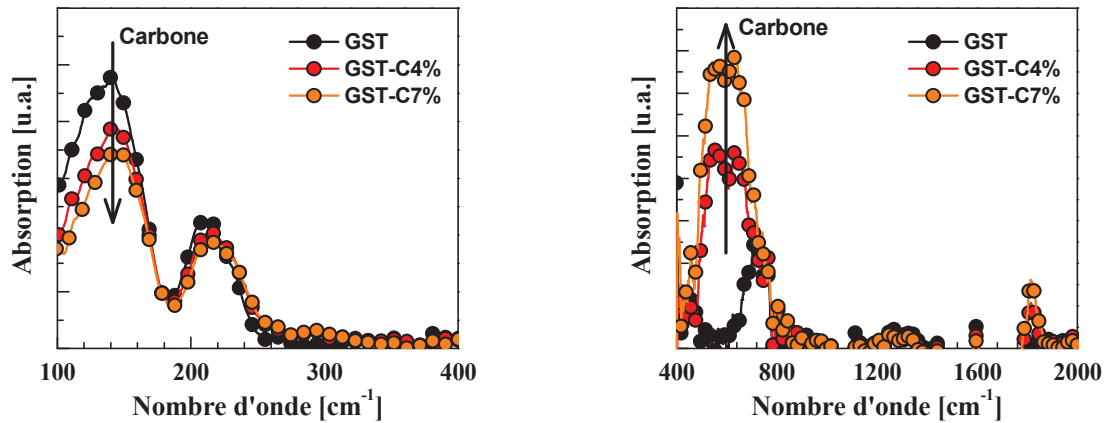 Carbone
GST
GST-C4%
GST-C7%
Absorption [u.a.]
100 200 300 400
Nombre d'onde [cm-1]
Carbone
GST
GST-C4%
GST-C7%
Absorption [u.a.]
400 800 1200 1600 2000
Nombre d'onde [cm-1]